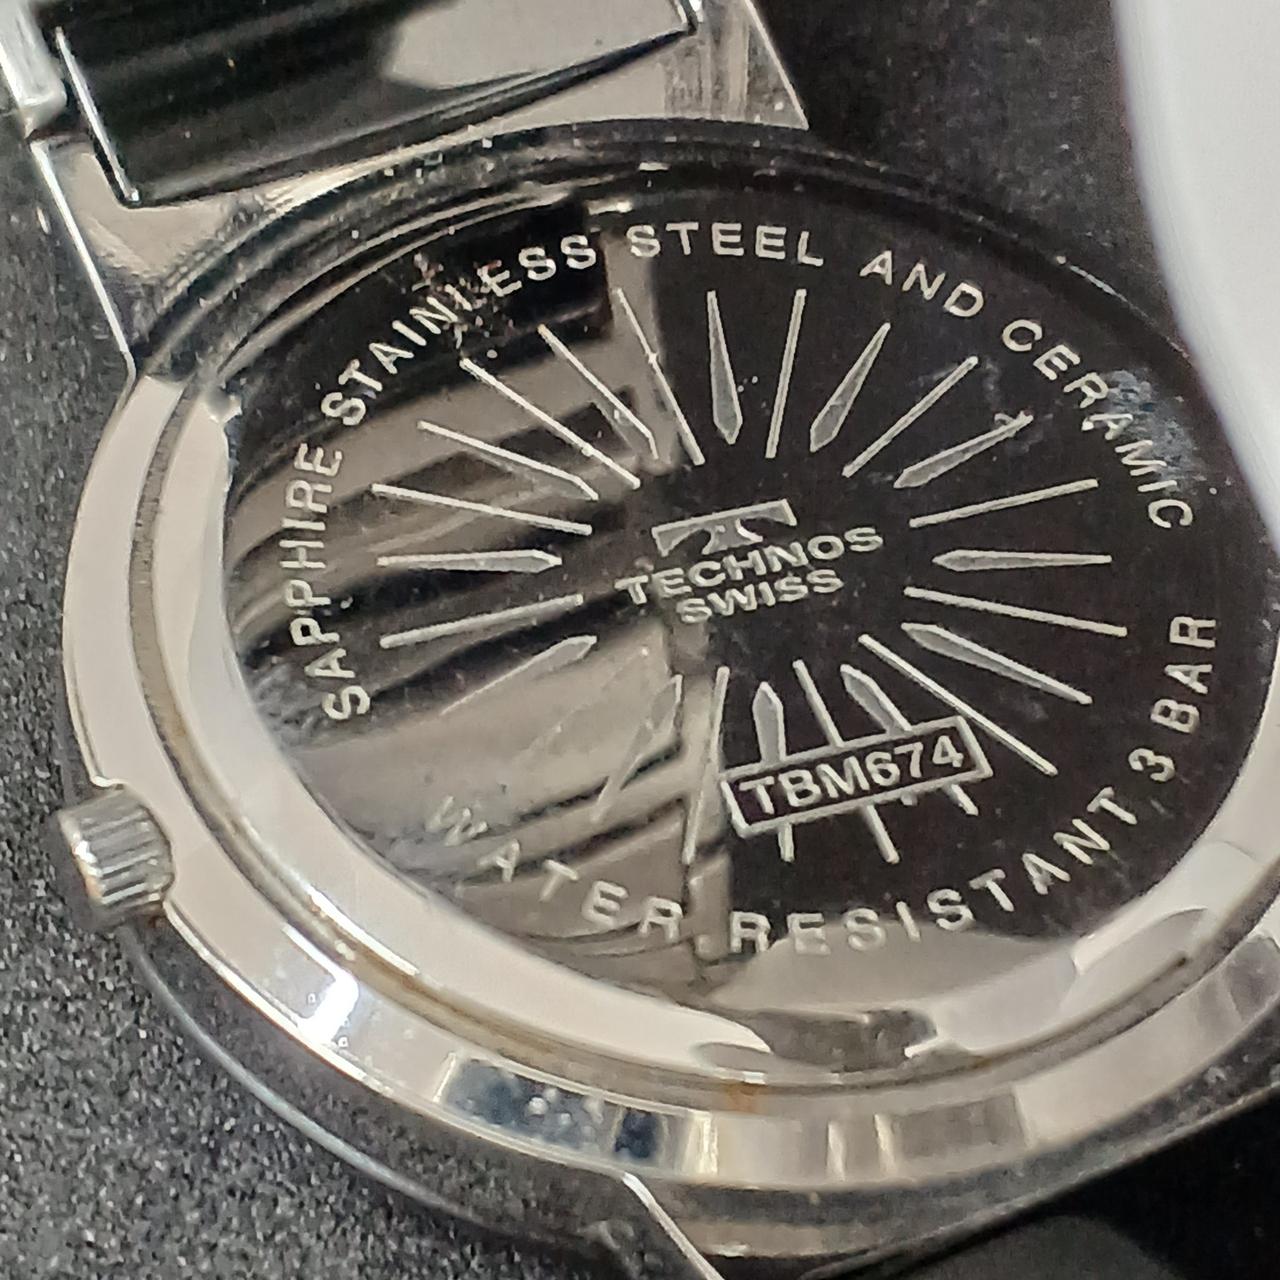 SAPPHIRE STAINLESS STEEL AND CERAMIC
TECHNOS
SWISS
TBM674
WATER RESISTANT 3 BAR